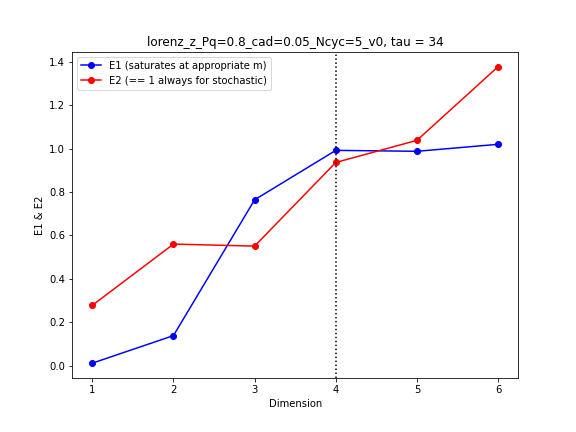 lorenz_z_Pq=0.8_cad=0.05_Ncyc=5_v0, tau = 34
E1 (saturates at appropriate m)
E2 (== 1 always for stochastic)
1.4
1.2
1.0
0.8
0.6
0.4
0.2
0.0
E1 & E2
1 2 3 4 5 6
Dimension